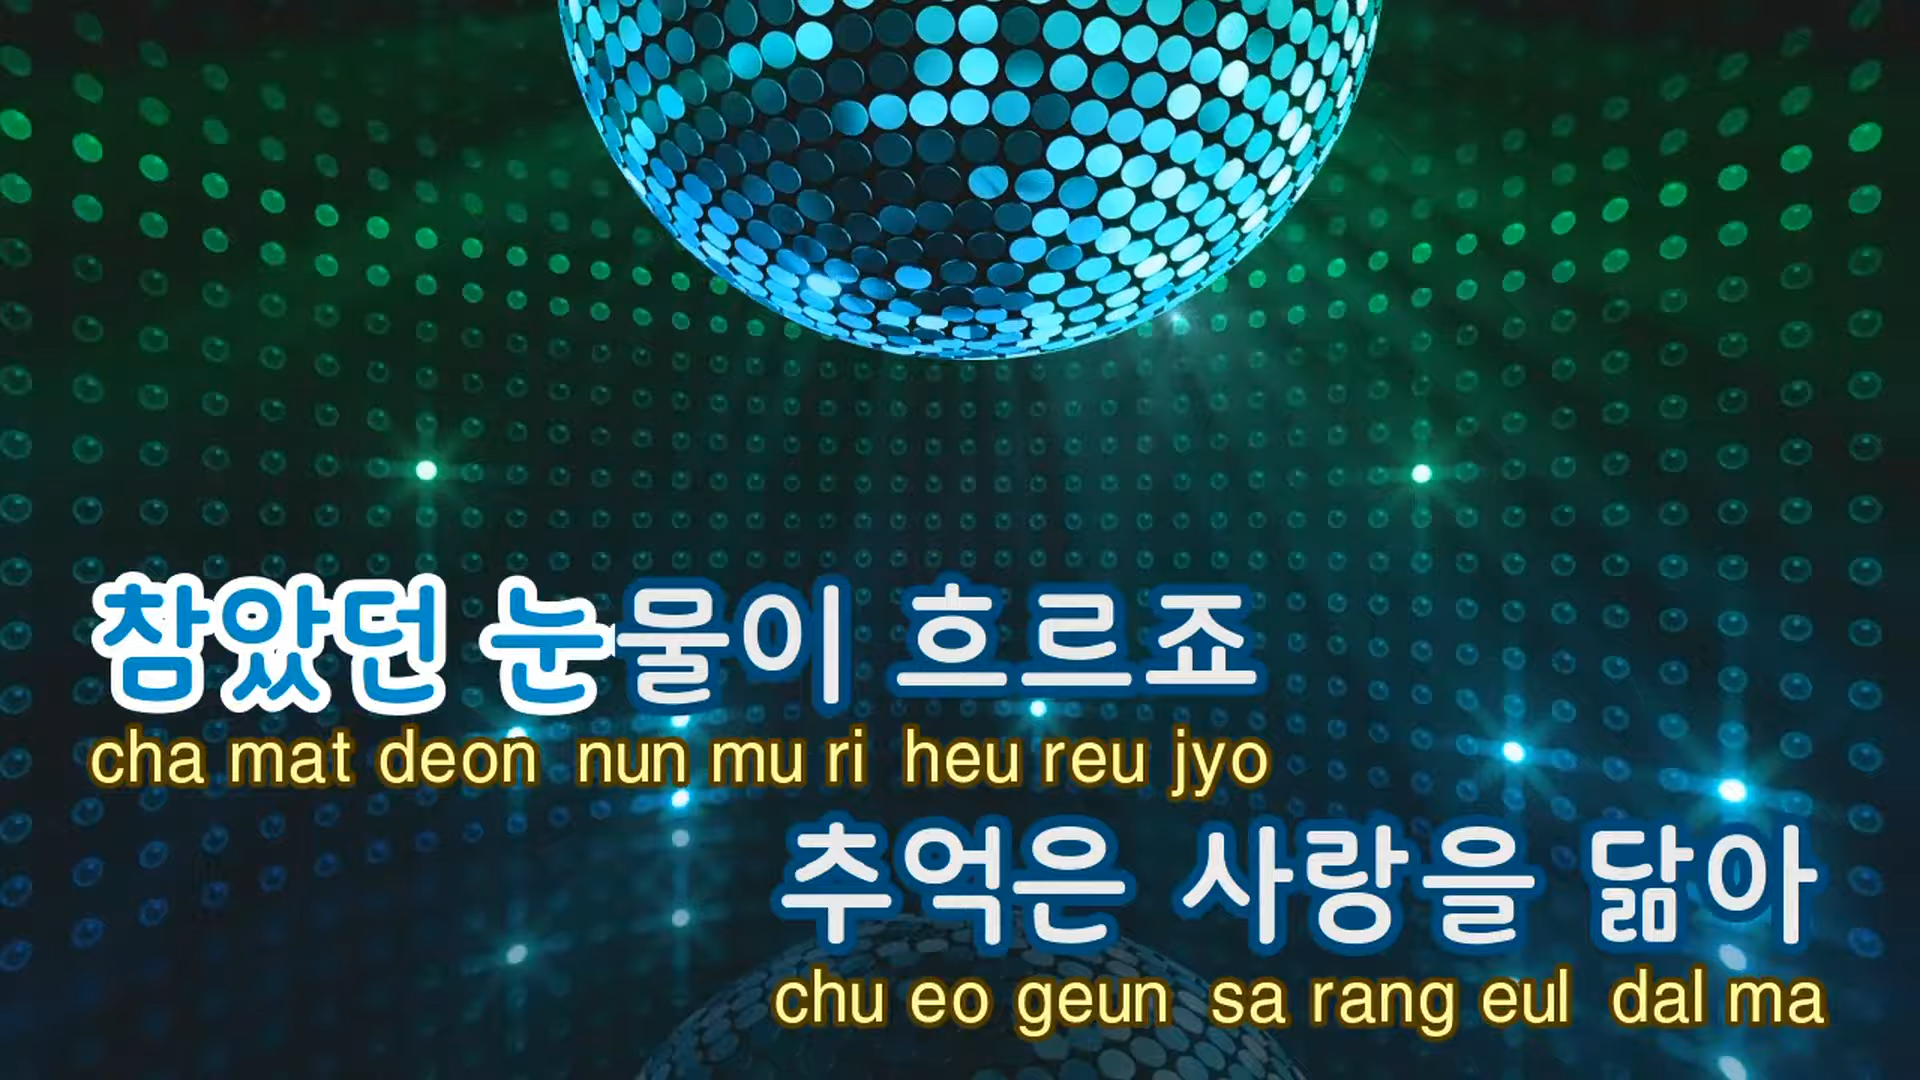 참았던 눈물이 흐르죠
cha mat deon nun mu ri heu reu jyo
추억은 사랑을 닮아
chu eo geun sa rang eul dal ma